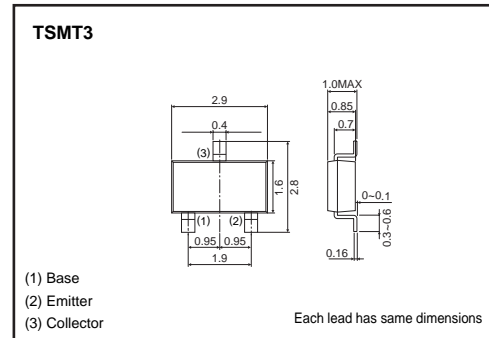 TSMT3
1.0MAX
2.9
0.85
0.4
0.7
(3)
1.6
2.8
0~0.1
(1)
(2)
0.3~0.6
0.95
0.95
0.16
1.9
(1) Base
(2) Emitter
(3) Collector
Each lead has same dimensions